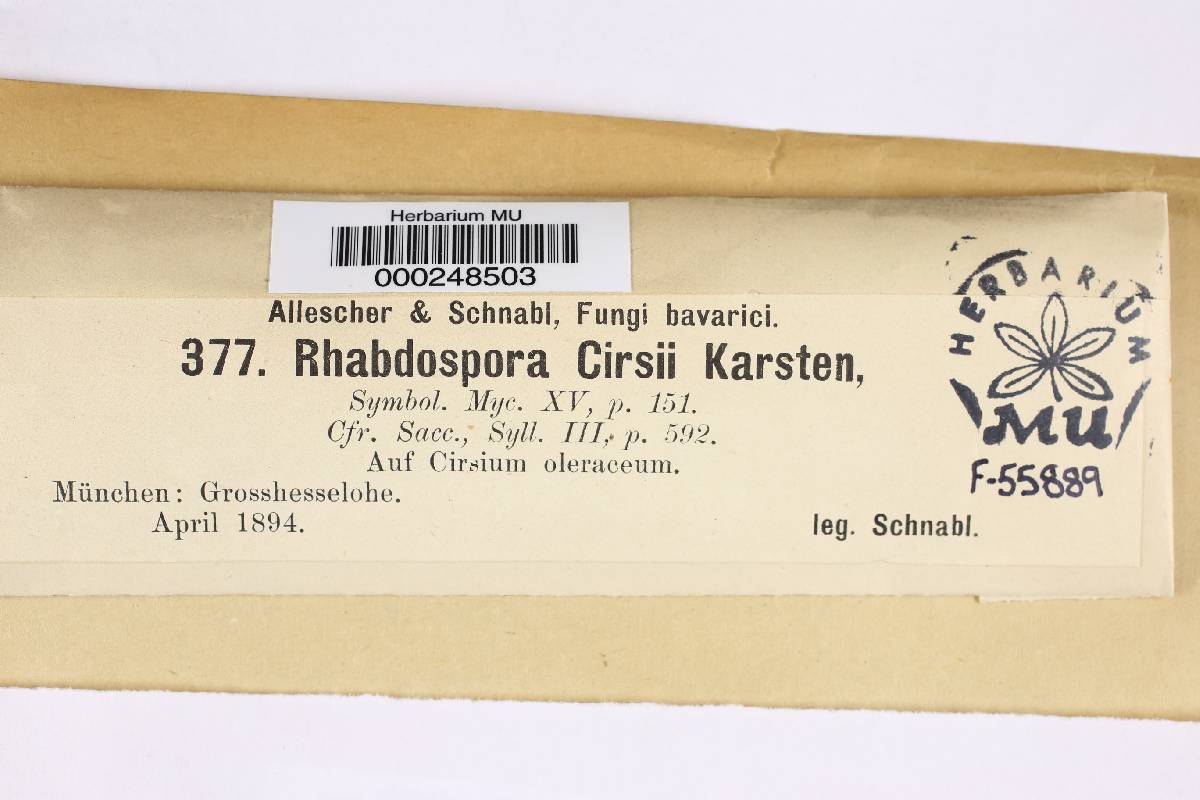 Herbarium MU
000248503
Allescher & Schnabl, Fungi bavarici.
377. Rhabdospora Cirsii Karsten,
Symbol. Myc. XV, p. 151.
Cfr. Sacc., Syll. III, p. 592.
Auf Cirsium oleraceum.
München: Grosshesselohe.
April 1894.
leg. Schnabl.
HERBARIUM
MU
F-55889